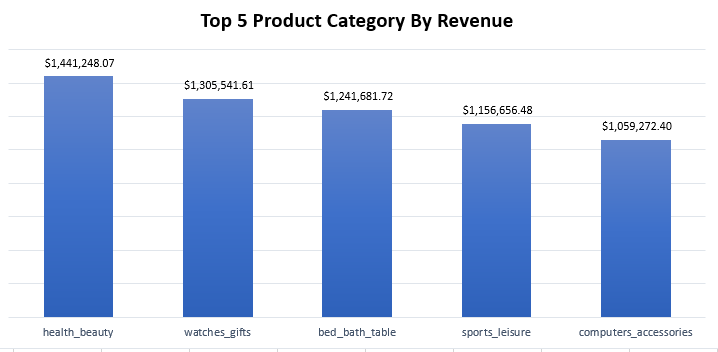 Top 5 Product Category By Revenue
$1,441,248.07
$1,305,541.61
$1,241,681.72
$1,156,656.48
$1,059,272.40
health_beauty
watches_gifts
bed_bath_table
sports_leisure
computers_accessories